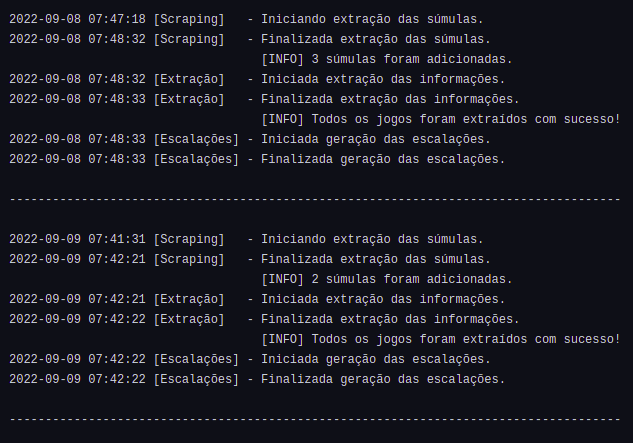 2022-09-08 07:47:18 [Scraping]   - Iniciando extração das súmulas.
2022-09-08 07:48:32 [Scraping]   - Finalizada extração das súmulas.
                                   [INFO] 3 súmulas foram adicionadas.
2022-09-08 07:48:32 [Extração]   - Iniciada extração das informações.
2022-09-08 07:48:33 [Extração]   - Finalizada extração das informações.
                                   [INFO] Todos os jogos foram extraídos com sucesso!
2022-09-08 07:48:33 [Escalações] - Iniciada geração das escalações.
2022-09-08 07:48:33 [Escalações] - Finalizada geração das escalações.
-------------------------------------------------------------------------------------
2022-09-09 07:41:31 [Scraping]   - Iniciando extração das súmulas.
2022-09-09 07:42:21 [Scraping]   - Finalizada extração das súmulas.
                                   [INFO] 2 súmulas foram adicionadas.
2022-09-09 07:42:21 [Extração]   - Iniciada extração das informações.
2022-09-09 07:42:22 [Extração]   - Finalizada extração das informações.
                                   [INFO] Todos os jogos foram extraídos com sucesso!
2022-09-09 07:42:22 [Escalações] - Iniciada geração das escalações.
2022-09-09 07:42:22 [Escalações] - Finalizada geração das escalações.
-------------------------------------------------------------------------------------